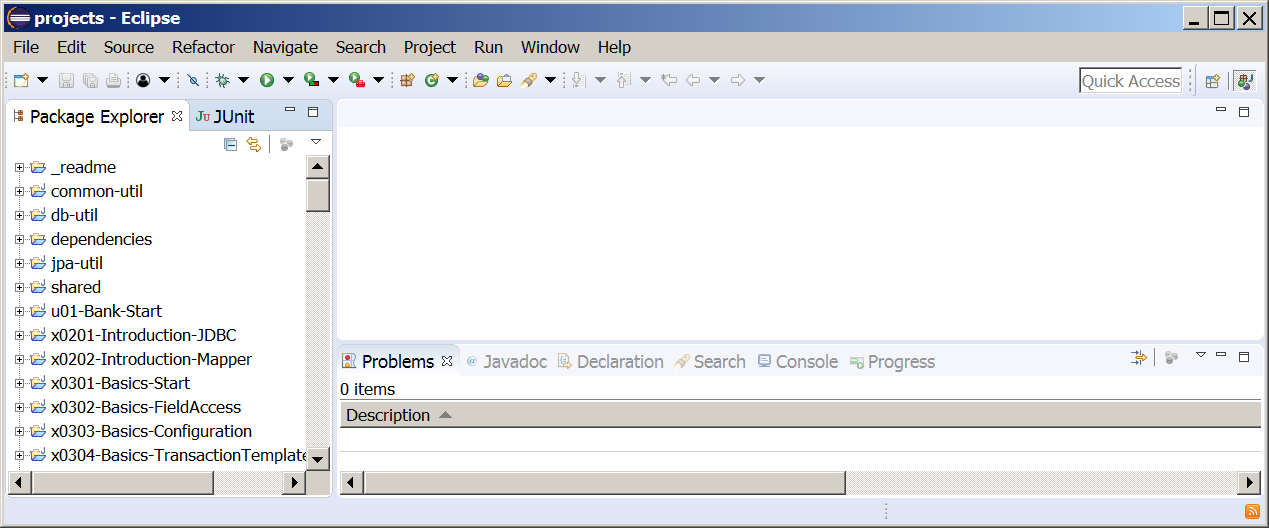 projects - Eclipse
File Edit Source Refactor Navigate Search Project Run Window Help
Quick Access
Package Explorer JUnit
_readme
common-util
db-util
dependencies
jpa-util
shared
u01-Bank-Start
x0201-Introduction-JDBC
x0202-Introduction-Mapper
x0301-Basics-Start
x0302-Basics-FieldAccess
x0303-Basics-Configuration
x0304-Basics-TransactionTemplate
Problems @ Javadoc Declaration Search Console Progress
0 items
Description